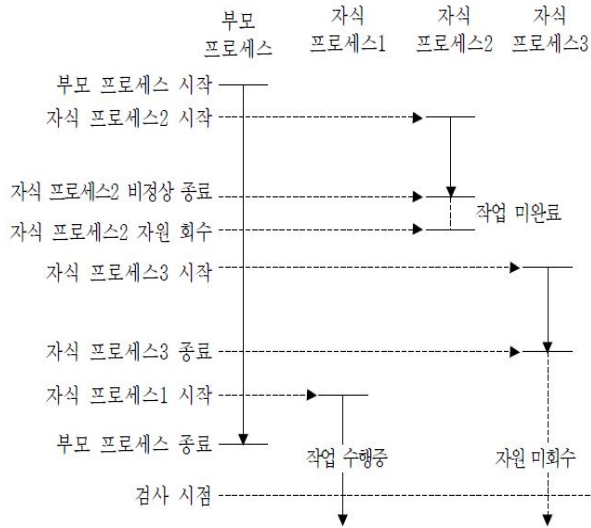 부모
프로세스
자식
프로세스1
자식
프로세스2
자식
프로세스3
부모 프로세스 시작
자식 프로세스2 시작
자식 프로세스2 비정상 종료
작업 미완료
자식 프로세스2 자원 회수
자식 프로세스3 시작
자식 프로세스3 종료
자식 프로세스1 시작
부모 프로세스 종료
작업 수행중
자원 미회수
검사 시점